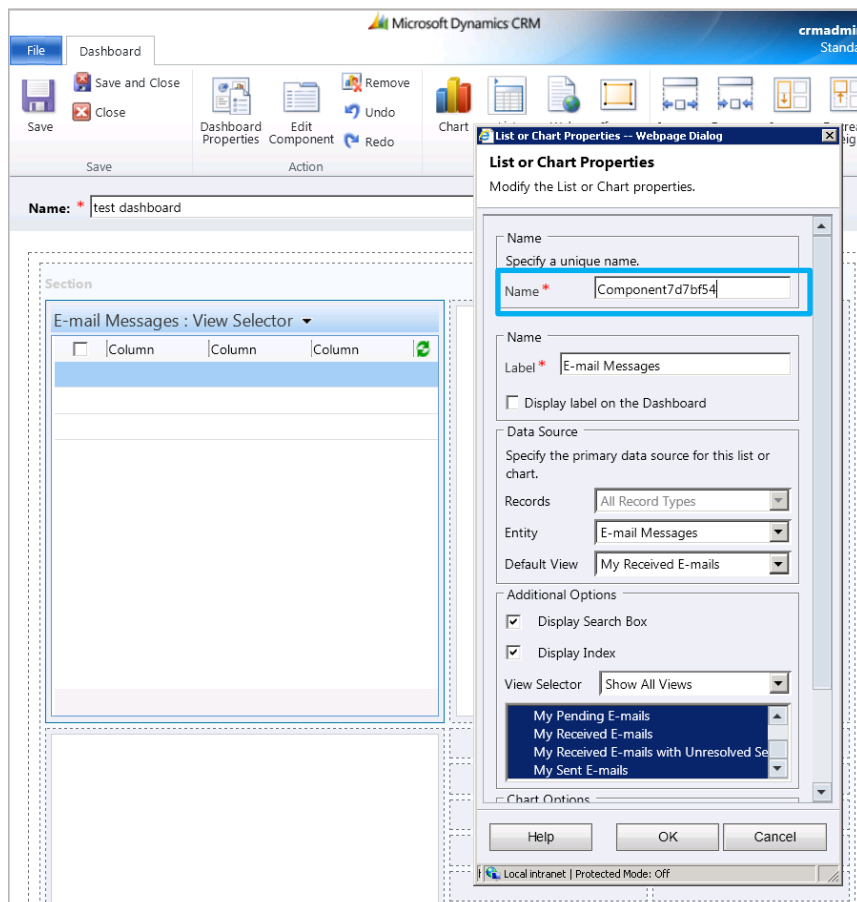 Microsoft Dynamics CRM
crmadmin
Standa
File
Dashboard
Save
Save and Close
Close
Save
Dashboard Properties
Edit Component
Remove
Undo
Redo
Action
Chart
List or Chart Properties -- Webpage Dialog
List or Chart Properties
Modify the List or Chart properties.
Name: * test dashboard
Section
E-mail Messages : View Selector
Column Column Column
Name
Specify a unique name.
Name * Component7d7bf54
Name
Label * E-mail Messages
Display label on the Dashboard
Data Source
Specify the primary data source for this list or
chart.
Records All Record Types
Entity E-mail Messages
Default View My Received E-mails
Additional Options
Display Search Box
Display Index
View Selector Show All Views
My Pending E-mails
My Received E-mails
My Received E-mails with Unresolved Se
My Sent E-mails
Chart Options
Help OK Cancel
Local intranet | Protected Mode: Off